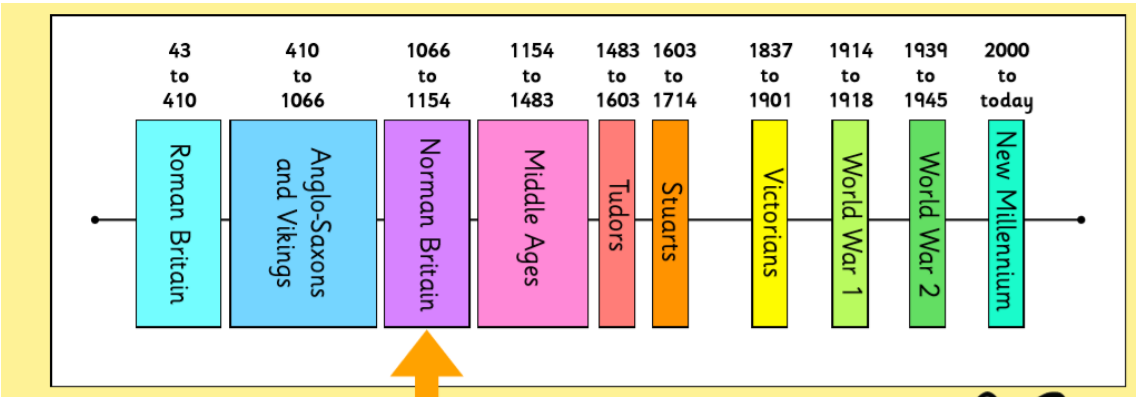 43
to
410
410
to
1066
1066
to
1154
1154
to
1483
1483
to
1603
1603
to
1714
1837
to
1901
1914
to
1918
1939
to
1945
2000
to
today
Roman Britain
Anglo-Saxons
and Vikings
Norman Britain
Middle Ages
Tudors
Stuarts
Victorians
World War 1
World War 2
New Millennium